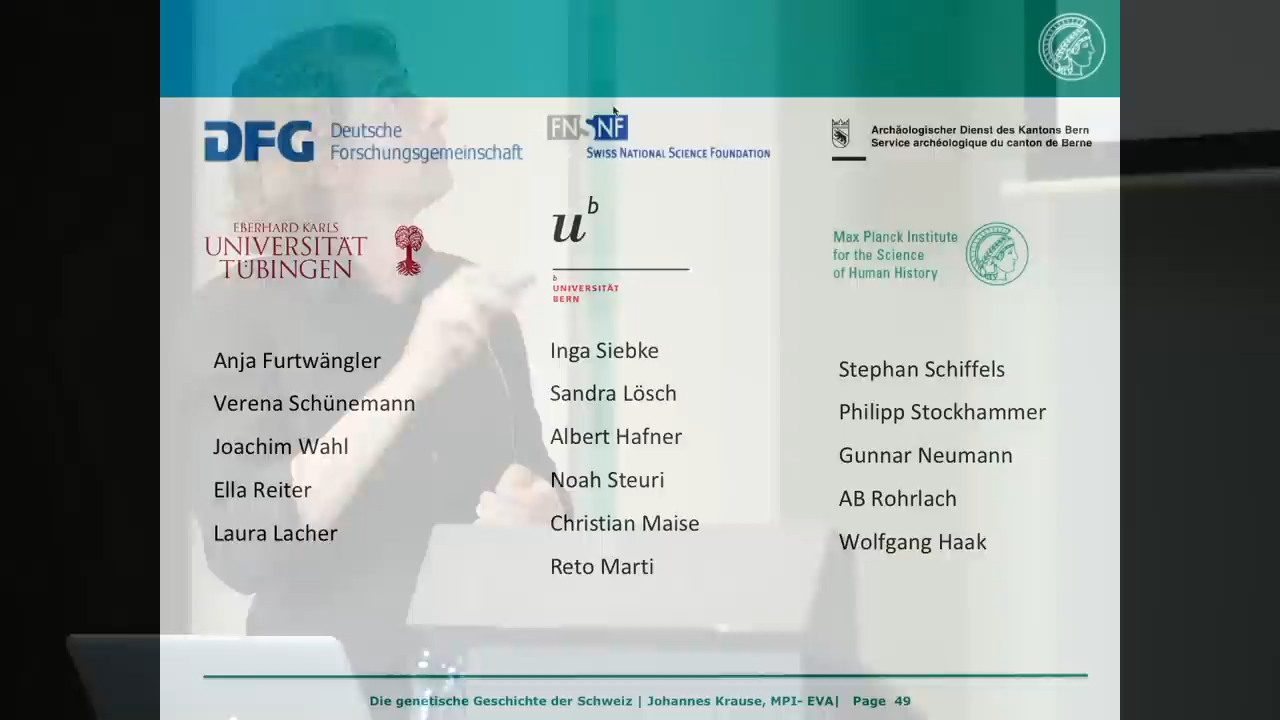 DFG Deutsche
Forschungsgemeinschaft
FNSNF
SWISS NATIONAL SCIENCE FOUNDATION
Archäologischer Dienst des Kantons Bern
Service archéologique du canton de Berne
EBERHARD KARLS
UNIVERSITÄT
TÜBINGEN
u b
b
UNIVERSITÄT
BERN
Max Planck Institute
for the Science
of Human History
Anja Furtwängler
Verena Schünemann
Joachim Wahl
Ella Reiter
Laura Lacher
Inga Siebke
Sandra Lösch
Albert Hafner
Noah Steuri
Christian Maise
Reto Marti
Stephan Schiffels
Philipp Stockhammer
Gunnar Neumann
AB Rohrlach
Wolfgang Haak
Die genetische Geschichte der Schweiz | Johannes Krause, MPI- EVA| Page 49